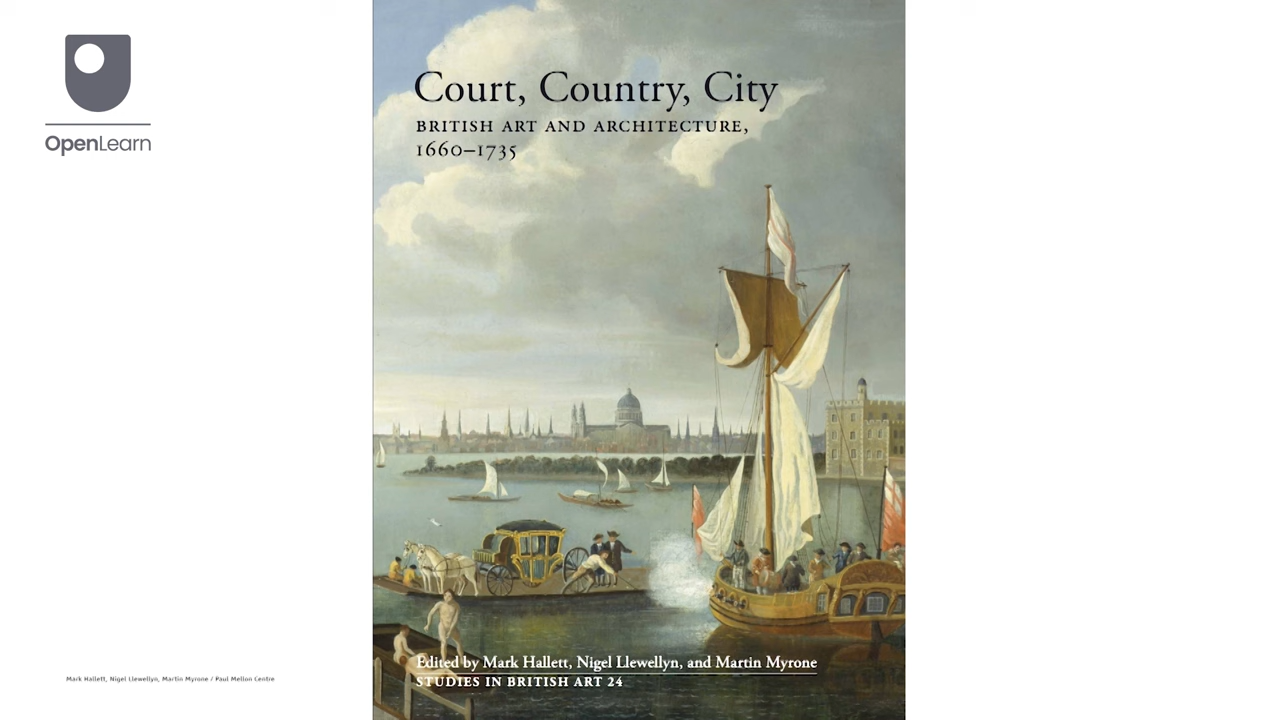 OpenLearn
Court, Country, City
BRITISH ART AND ARCHITECTURE,
1660–1735
Edited by Mark Hallett, Nigel Llewellyn, and Martin Myrone
STUDIES IN BRITISH ART 24
Mark Hallett, Nigel Llewellyn, Martin Myrone / Paul Mellon Centre